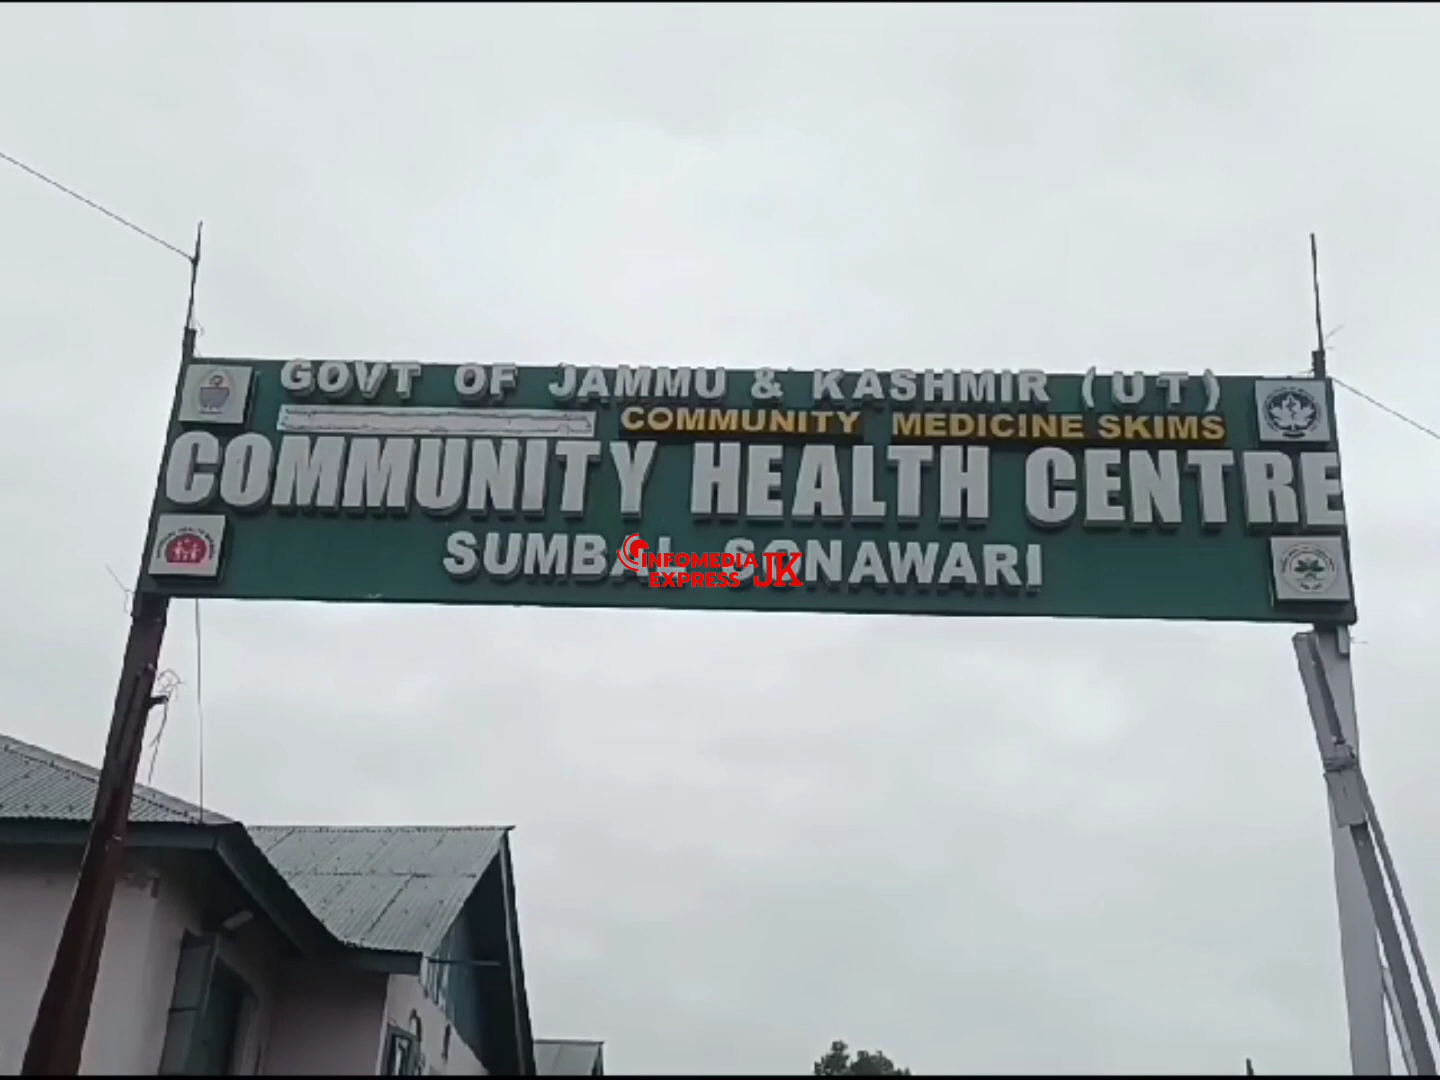 GOVT OF JAMMU & KASHMIR (UT)
COMMUNITY MEDICINE SKIMS
COMMUNITY HEALTH CENTRE
SUMBAL SONAWARI
INFOMEDIA
EXPRESS JK